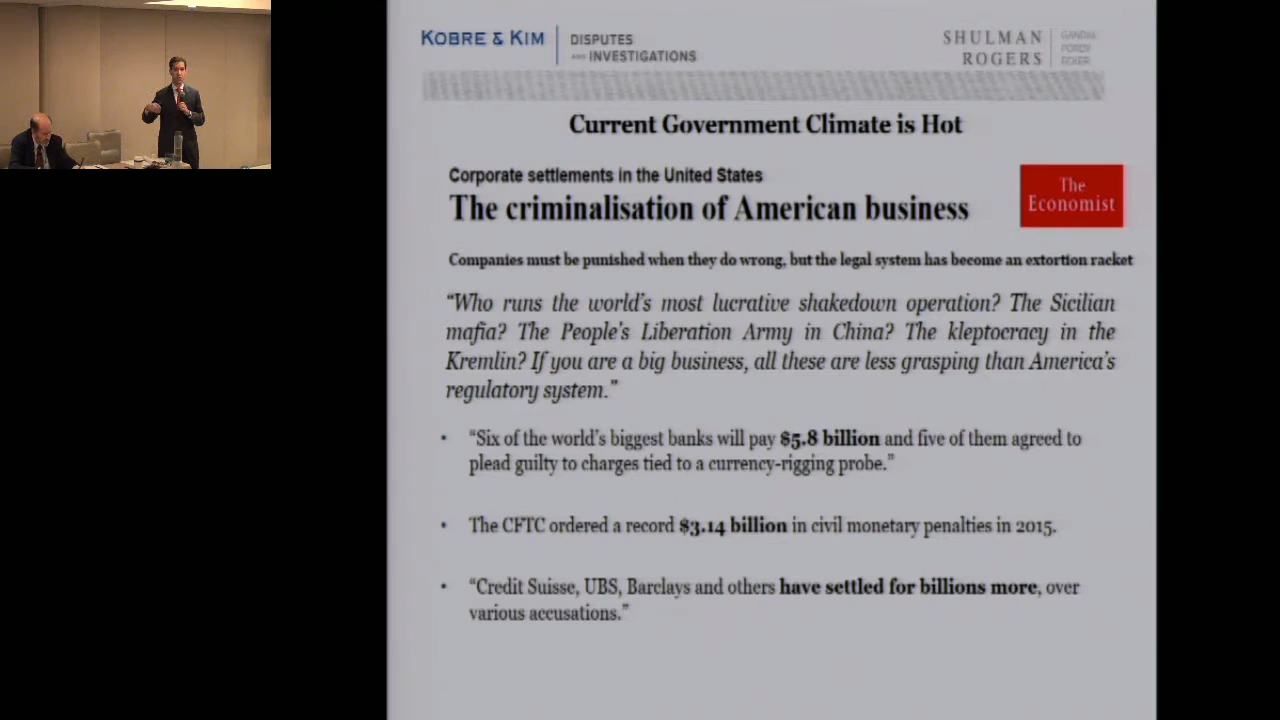 KOBRE & KIM
DISPUTES
AND INVESTIGATIONS
SHULMAN
ROGERS
GANDAL
PORDY
ECKER
Current Government Climate is Hot
Corporate settlements in the United States
The criminalisation of American business
The
Economist
Companies must be punished when they do wrong, but the legal system has become an extortion racket
“Who runs the world’s most lucrative shakedown operation? The Sicilian
mafia? The People’s Liberation Army in China? The kleptocracy in the
Kremlin? If you are a big business, all these are less grasping than America’s
regulatory system.”
• “Six of the world’s biggest banks will pay $5.8 billion and five of them agreed to
plead guilty to charges tied to a currency-rigging probe.”
• The CFTC ordered a record $3.14 billion in civil monetary penalties in 2015.
• “Credit Suisse, UBS, Barclays and others have settled for billions more, over
various accusations.”